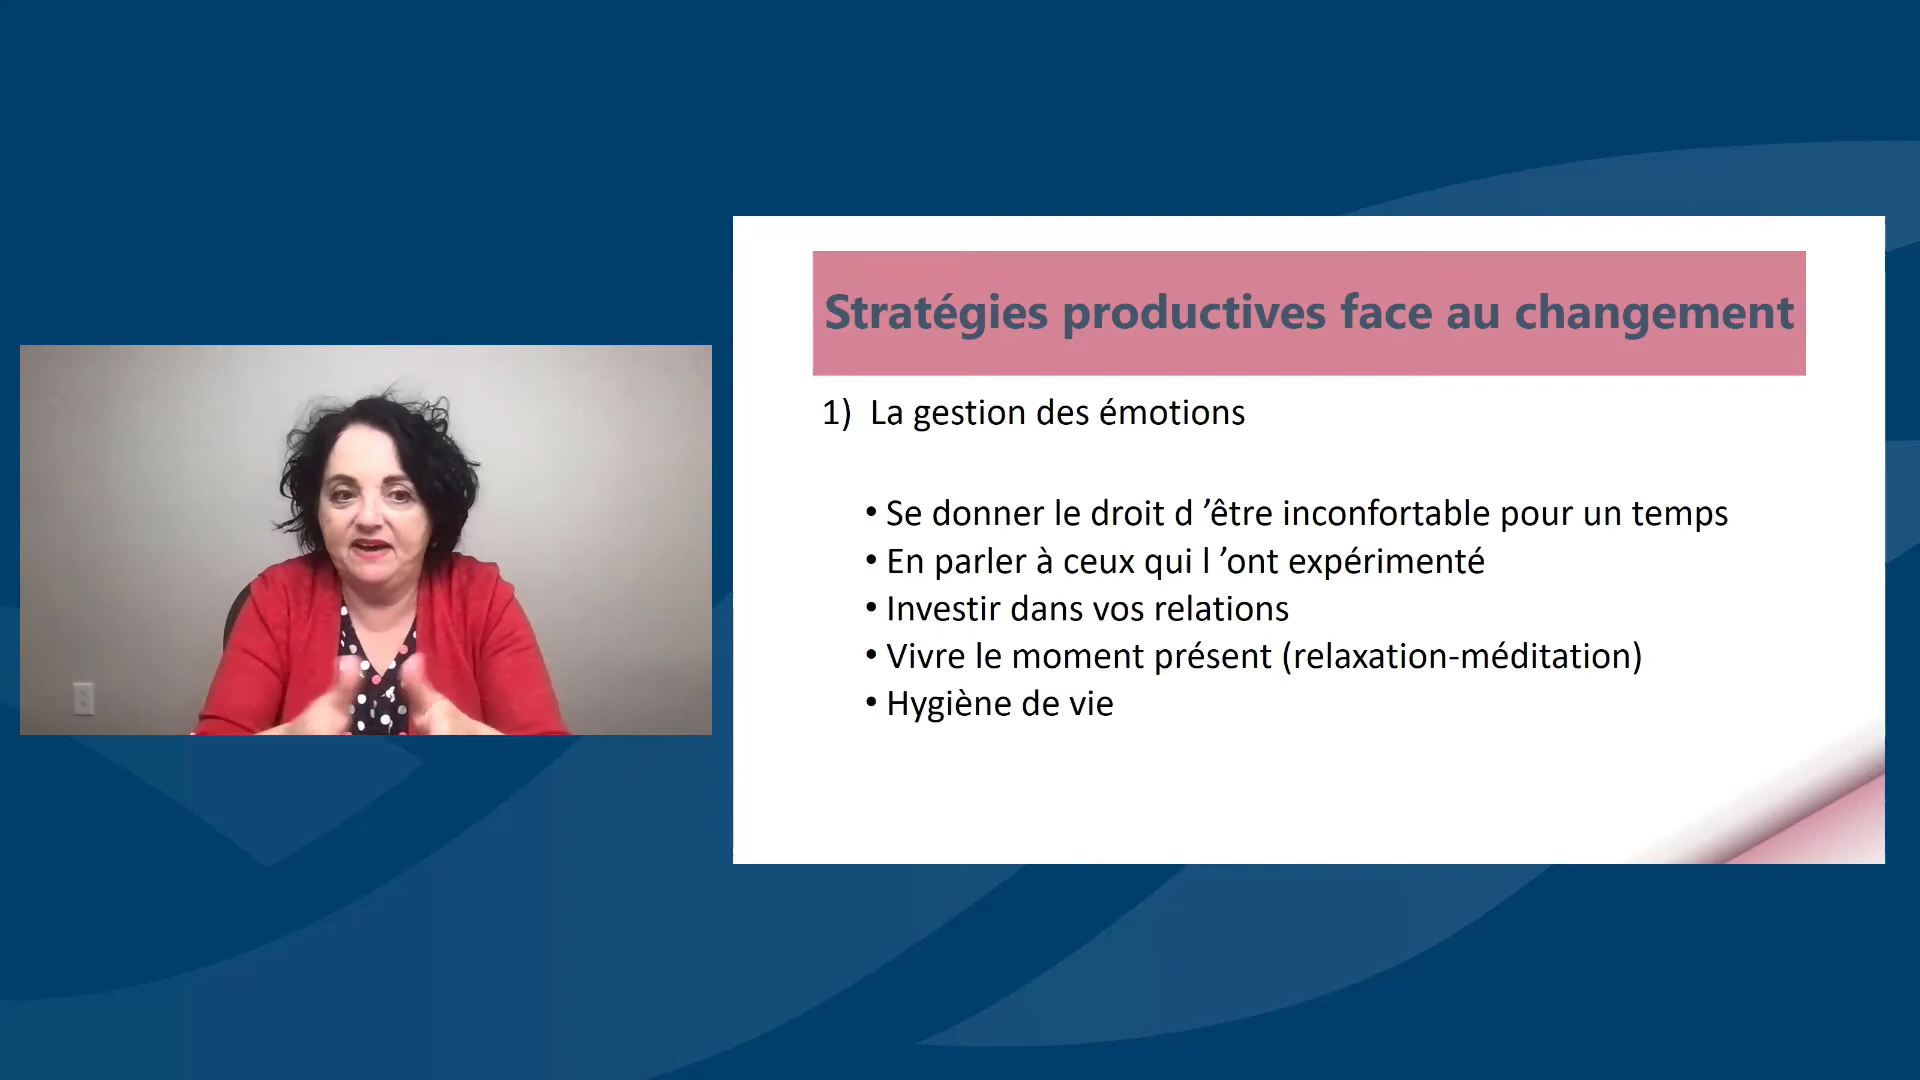 Stratégies productives face au changement
1) La gestion des émotions
• Se donner le droit d ’être inconfortable pour un temps
• En parler à ceux qui l ’ont expérimenté
• Investir dans vos relations
• Vivre le moment présent (relaxation-méditation)
• Hygiène de vie